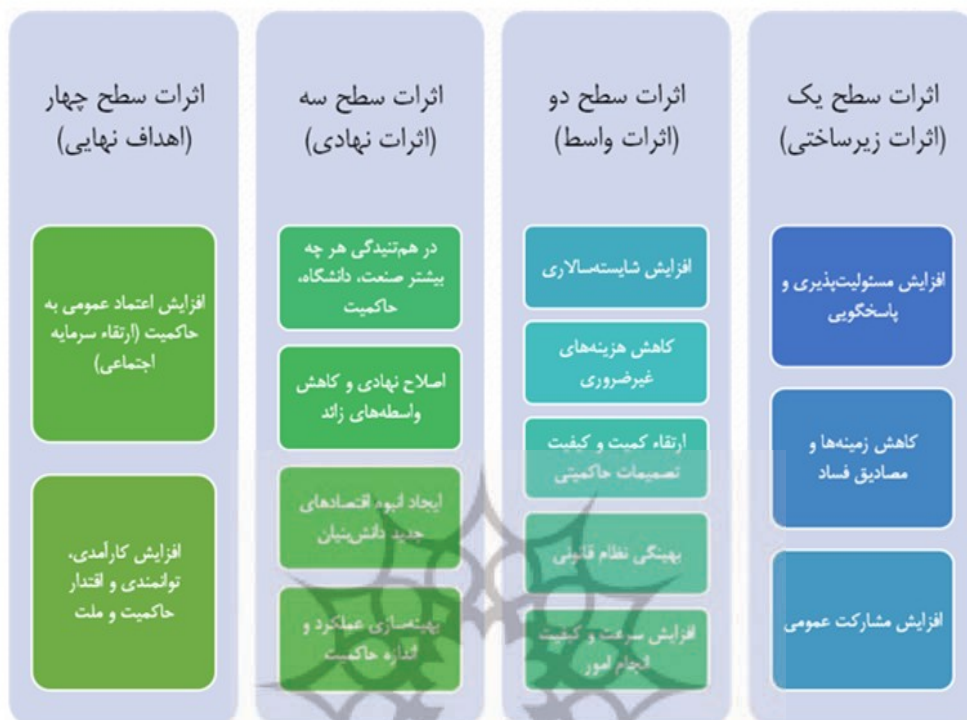 اثرات سطح یک
(اثرات زیرساختی)
افزایش مسئولیت‌پذیری و
پاسخگویی
کاهش زمینه‌ها و
مصادیق فساد
افزایش مشارکت عمومی
اثرات سطح دو
(اثرات واسط)
افزایش شایسته‌سالاری
کاهش هزینه‌های
غیرضروری
ارتقاء کمیت و کیفیت
تصمیمات حاکمیتی
بهینگی نظام قانونی
افزایش سرعت و کیفیت
انجام امور
اثرات سطح سه
(اثرات نهادی)
در هم‌تنیدگی هر چه
بیشتر صنعت، دانشگاه،
حاکمیت
اصلاح نهادی و کاهش
واسطه‌های زائد
ایجاد انبوه اقتصادهای
جدید دانش‌بنیان
بهینه‌سازی عملکرد و
اندازه حاکمیت
اثرات سطح چهار
(اهداف نهایی)
افزایش اعتماد عمومی به
حاکمیت (ارتقاء سرمایه
اجتماعی)
افزایش کارآمدی،
توانمندی و اقتدار
حاکمیت و ملت